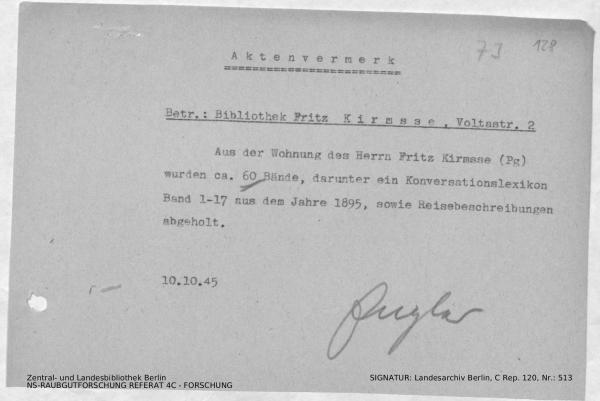 73 128
A k t e n v e r m e r k
Betr.: Bibliothek Fritz K i r m s s e , Voltastr. 2
Aus der Wohnung des Herrn Fritz Kirmsse (Pg)
wurden ca. 60 Bände, darunter ein Konversationslexikon
Band 1-17 aus dem Jahre 1895, sowie Reisebeschreibungen
abgeholt.
10.10.45
Zentral- und Landesbibliothek Berlin
NS-RAUBGUTFORSCHUNG REFERAT 4C - FORSCHUNG
SIGNATUR: Landesarchiv Berlin, C Rep. 120, Nr.: 513